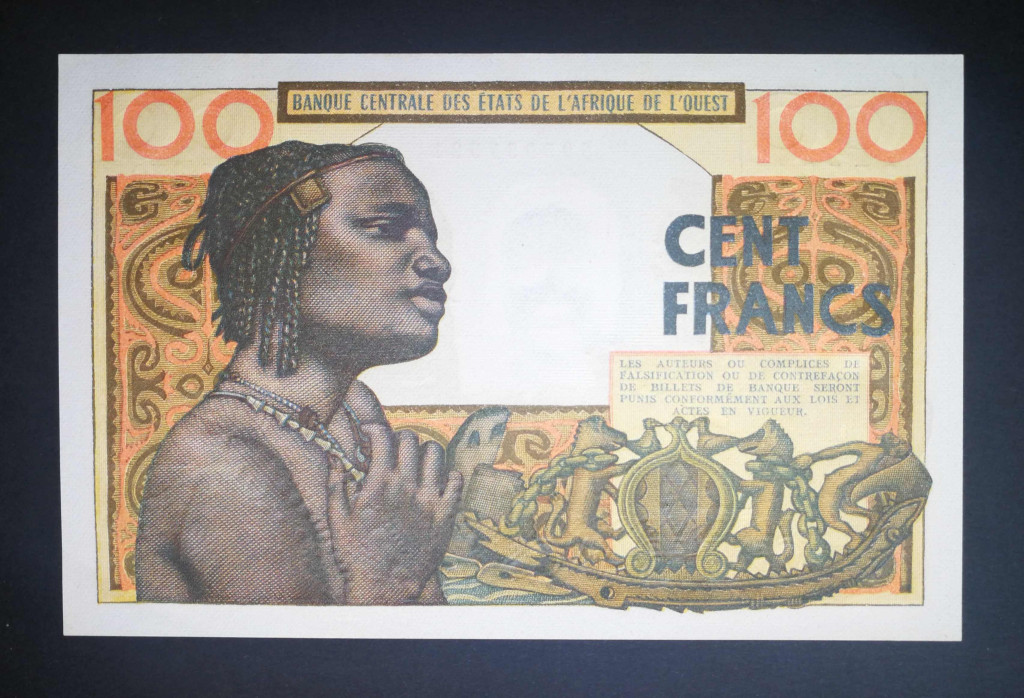 100
BANQUE CENTRALE DES ÉTATS DE L'AFRIQUE DE L'OUEST
100
CENT
FRANCS
LES AUTEURS OU COMPLICES DE
FALSIFICATION OU DE CONTREFAÇON
DE BILLETS DE BANQUE SERONT
PUNIS CONFORMÉMENT AUX LOIS ET
ACTES EN VIGUEUR.